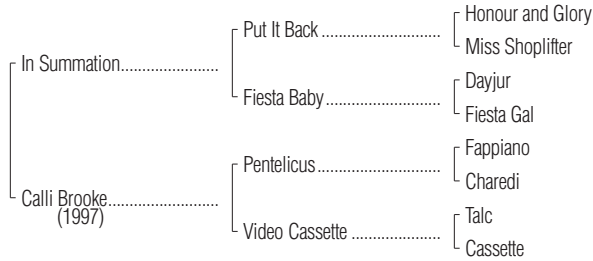 Honour and Glory
Put It Back
Miss Shoplifter
In Summation
Dayjur
Fiesta Baby
Fiesta Gal
Fappiano
Pentelicus
Charedi
Calli Brooke
(1997)
Talc
Video Cassette
Cassette